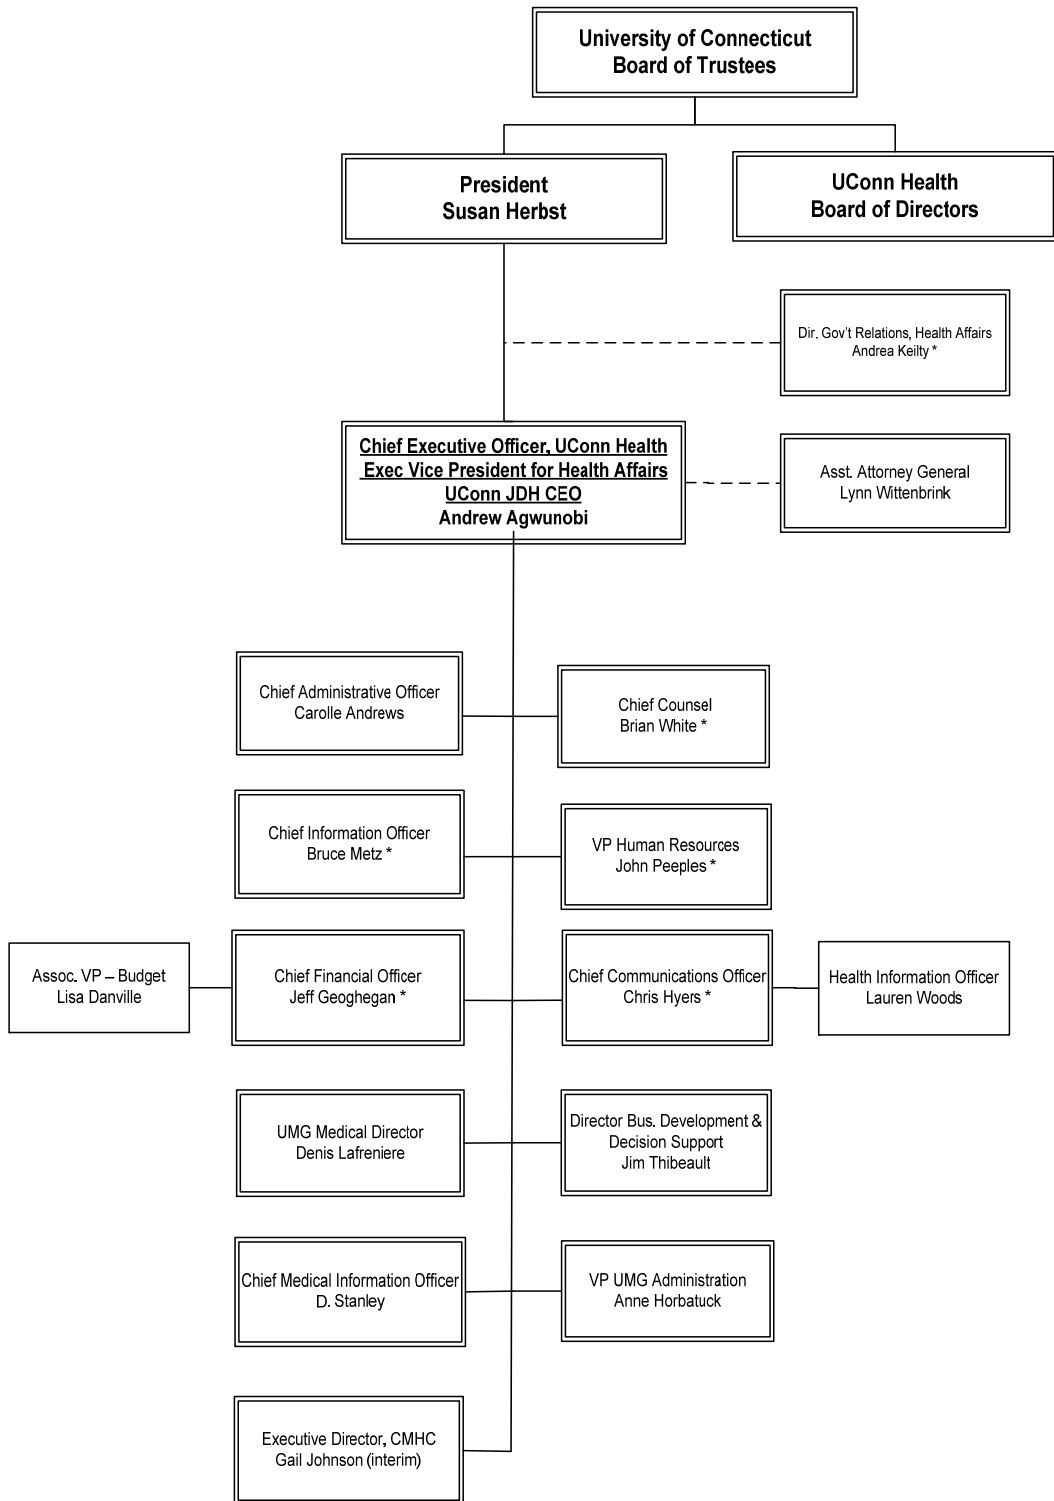 University of Connecticut
Board of Trustees
President
Susan Herbst
UConn Health
Board of Directors
Dir. Gov't Relations, Health Affairs
Andrea Keilty *
Chief Executive Officer, UConn Health
Exec Vice President for Health Affairs
UConn JDH CEO
Andrew Agwunobi
Asst. Attorney General
Lynn Wittenbrink
Chief Administrative Officer
Carolle Andrews
Chief Counsel
Brian White *
Chief Information Officer
Bruce Metz *
VP Human Resources
John Peeples *
Assoc. VP – Budget
Lisa Danville
Chief Financial Officer
Jeff Geoghegan *
Chief Communications Officer
Chris Hyers *
Health Information Officer
Lauren Woods
UMG Medical Director
Denis Lafreniere
Director Bus. Development &
Decision Support
Jim Thibeault
Chief Medical Information Officer
D. Stanley
VP UMG Administration
Anne Horbatuck
Executive Director, CMHC
Gail Johnson (interim)